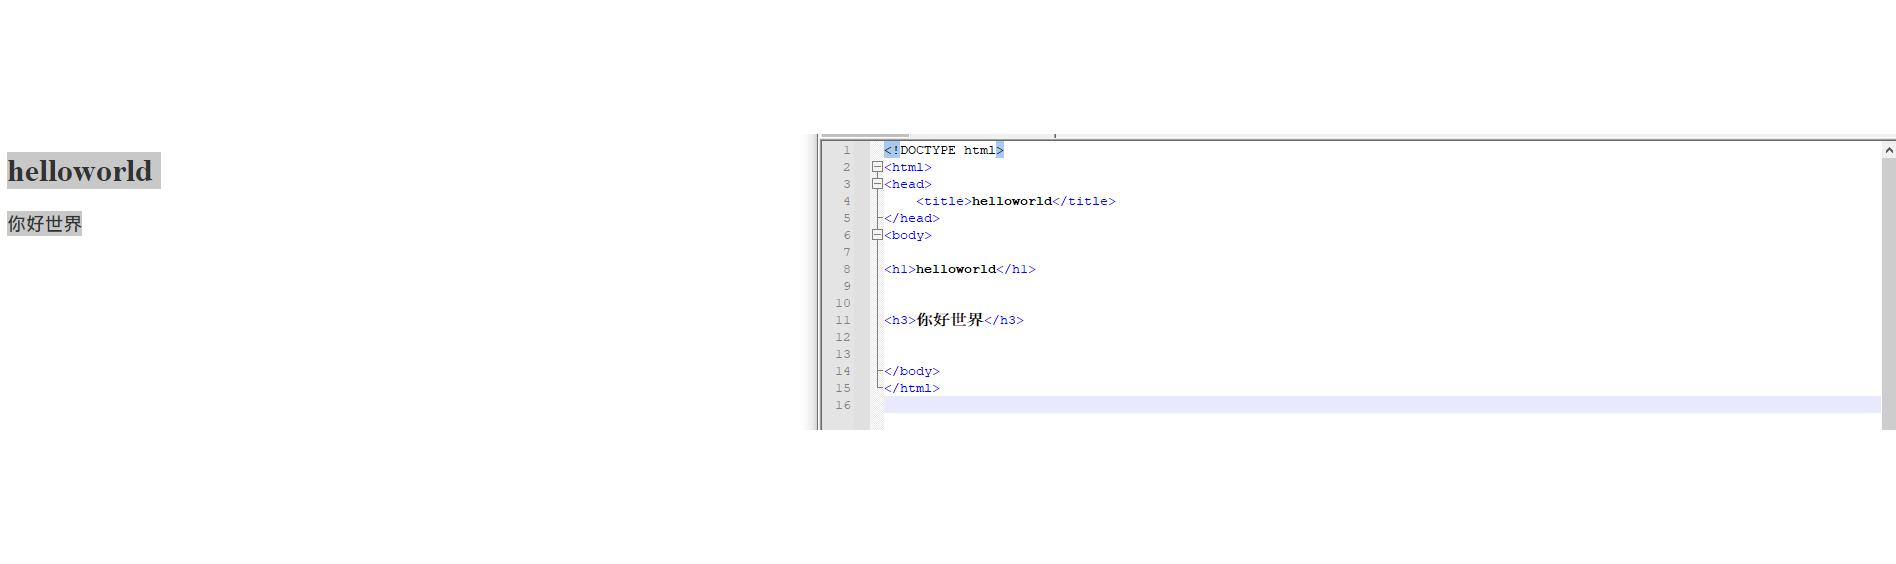 helloworld
你好世界
1 <!DOCTYPE html>
2 <html>
3 <head>
4 <title>helloworld</title>
5 </head>
6 <body>
7
8 <h1>helloworld</h1>
9
10
11 <h3>你好世界</h3>
12
13
14 </body>
15 </html>
16